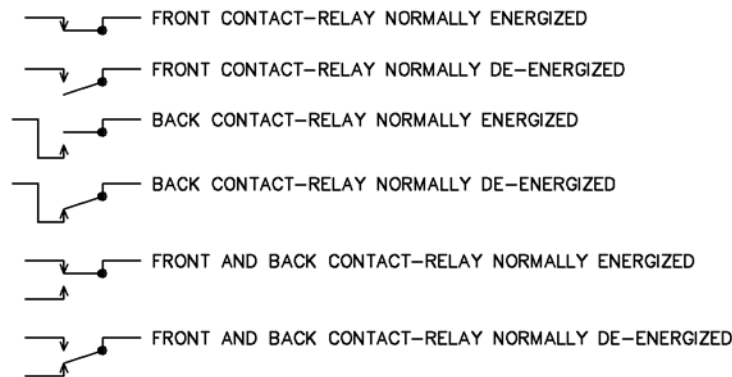 FRONT CONTACT-RELAY NORMALLY ENERGIZED
FRONT CONTACT-RELAY NORMALLY DE-ENERGIZED
BACK CONTACT-RELAY NORMALLY ENERGIZED
BACK CONTACT-RELAY NORMALLY DE-ENERGIZED
FRONT AND BACK CONTACT-RELAY NORMALLY ENERGIZED
FRONT AND BACK CONTACT-RELAY NORMALLY DE-ENERGIZED